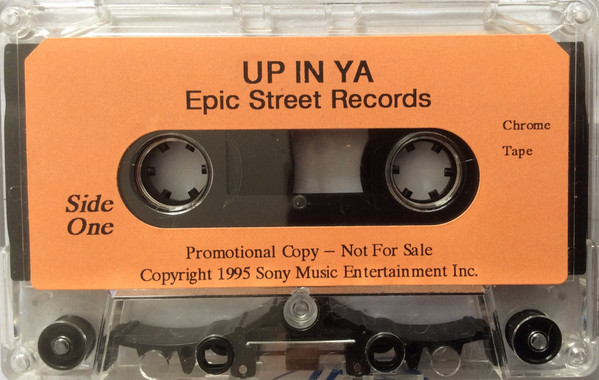 UP IN YA
Epic Street Records
Chrome
Tape
Side
One
Promotional Copy – Not For Sale
Copyright 1995 Sony Music Entertainment Inc.